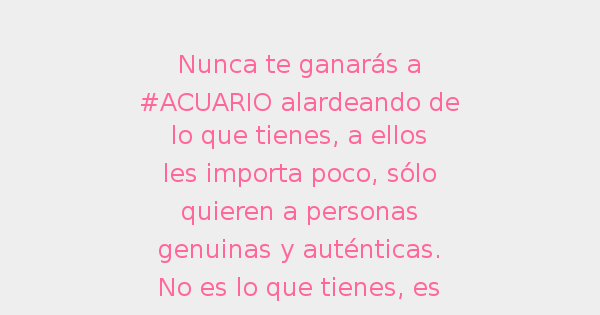 Nunca te ganarás a
#ACUARIO alardeando de
lo que tienes, a ellos
les importa poco, sólo
quieren a personas
genuinas y auténticas.
No es lo que tienes, es